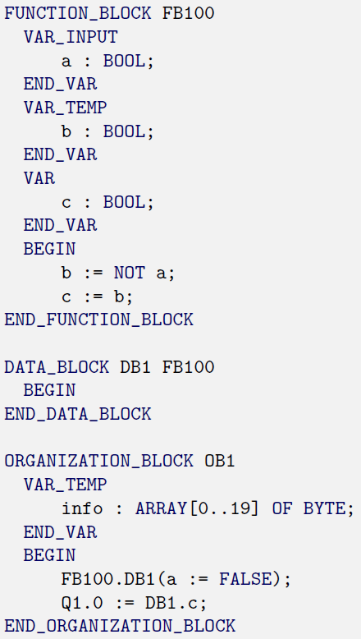 FUNCTION_BLOCK FB100
VAR_INPUT
a : BOOL;
END_VAR
VAR_TEMP
b : BOOL;
END_VAR
VAR
c : BOOL;
END_VAR
BEGIN
b := NOT a;
c := b;
END_FUNCTION_BLOCK
DATA_BLOCK DB1 FB100
BEGIN
END_DATA_BLOCK
ORGANIZATION_BLOCK OB1
VAR_TEMP
info : ARRAY[0..19] OF BYTE;
END_VAR
BEGIN
FB100.DB1(a := FALSE);
Q1.0 := DB1.c;
END_ORGANIZATION_BLOCK